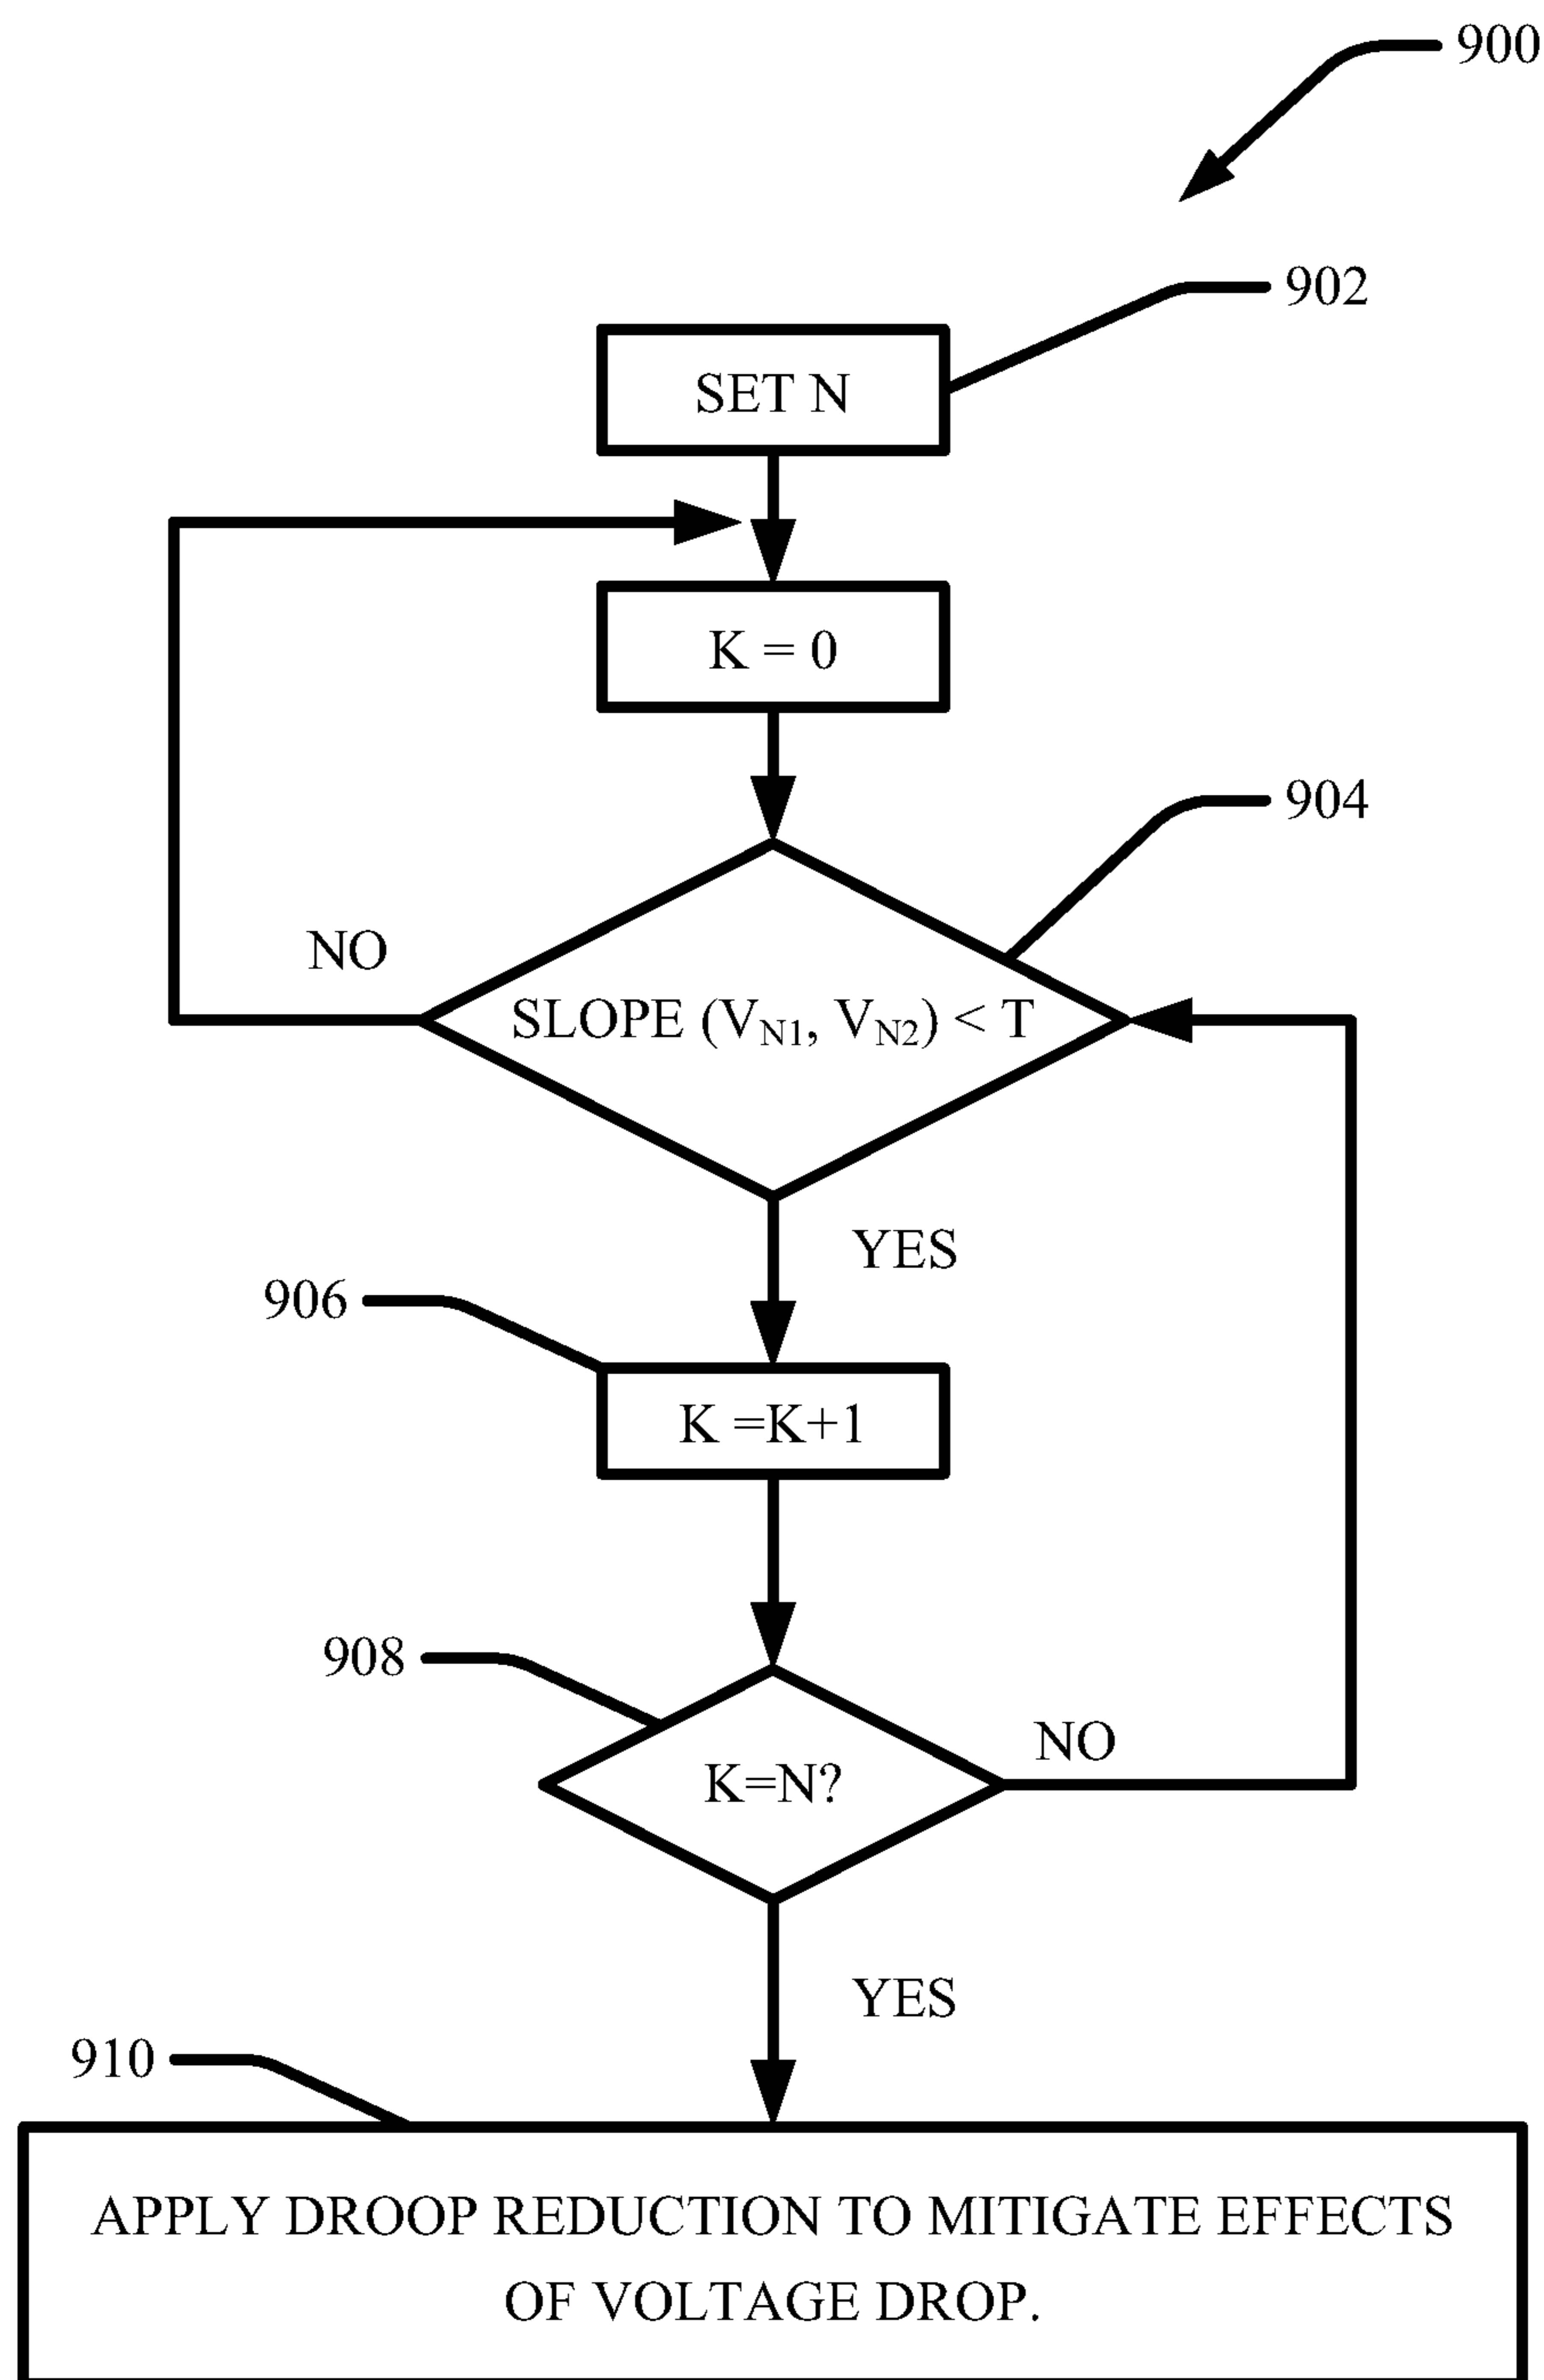 900
902
SET N
K = 0
904
NO
SLOPE (VN1, VN2) < T
YES
906
K =K+1
908
NO
K=N?
YES
910
APPLY DROOP REDUCTION TO MITIGATE EFFECTS
OF VOLTAGE DROP.